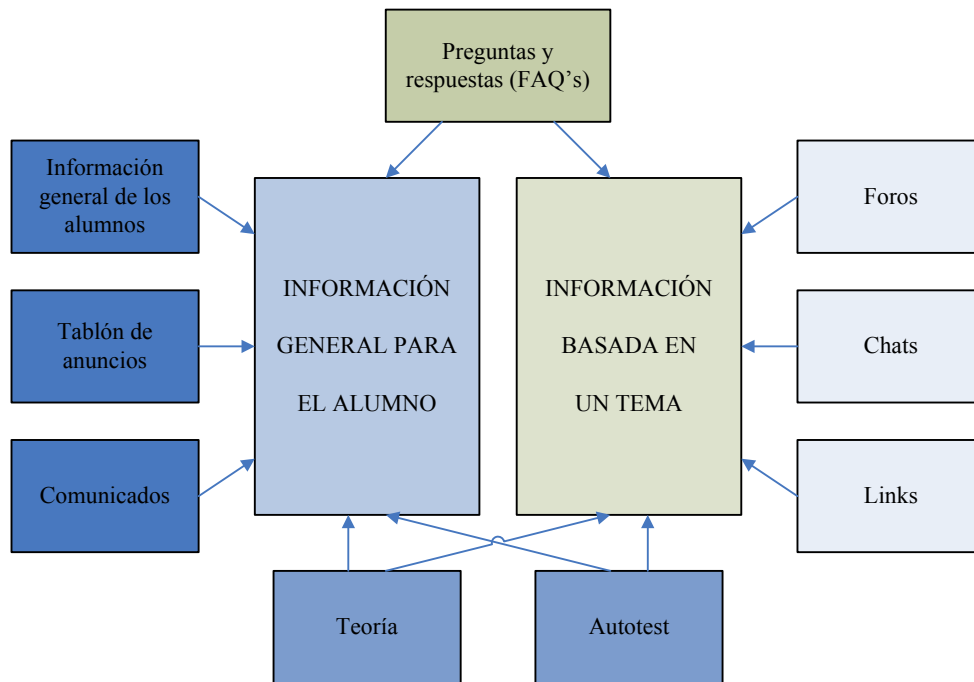 Preguntas y
respuestas (FAQ’s)
Información
general de los
alumnos
Tablón de
anuncios
Comunicados
INFORMACIÓN
GENERAL PARA
EL ALUMNO
INFORMACIÓN
BASADA EN
UN TEMA
Foros
Chats
Links
Teoría
Autotest